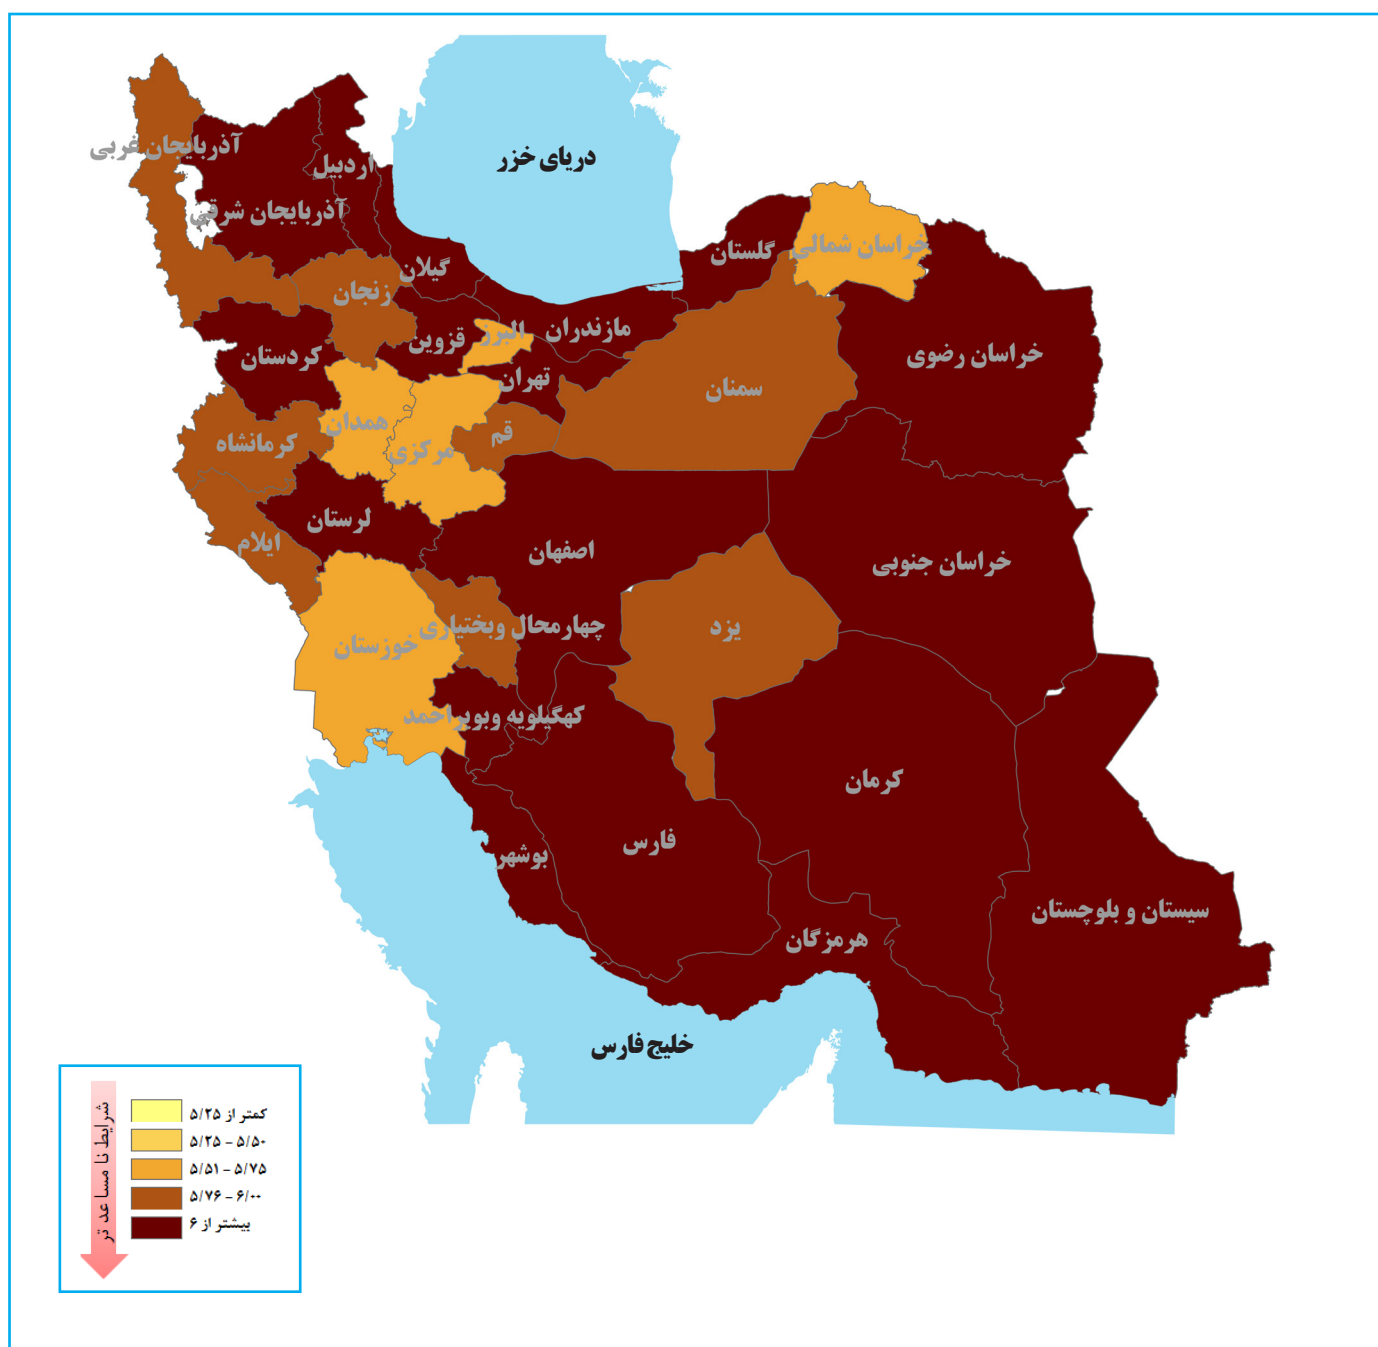 دریای خزر
آذربایجان غربی
اردبیل
آذربایجان شرقی
گیلان
زنجان
گلستان
خراسان شمالی
مازندران
البرز
قزوین
کردستان
تهران
خراسان رضوی
سمنان
همدان
قم
مرکزی
کرمانشاه
لرستان
ایلام
اصفهان
خراسان جنوبی
چهارمحال وبختیاری
یزد
خوزستان
کهگیلویه وبویراحمد
کرمان
فارس
بوشهر
سیستان و بلوچستان
هرمزگان
خلیج فارس
شرایط نا مساعد تر
کمتر از ۵/۲۵
۵/۲۵ - ۵/۵۰
۵/۵۱ - ۵/۷۵
۵/۷۶ - ۶/۰۰
بیشتر از ۶